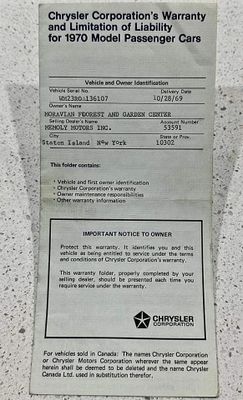 Chrysler Corporation's Warranty
and Limitation of Liability
for 1970 Model Passenger Cars
Vehicle and Owner Identification
Vehicle Serial No. Delivery Date
WM23R0A136107 10/28/69
MORAVIAN FLOREST AND GARDEN CENTER
Selling Dealer's Name Account Number
MEMOLY MOTORS INC. 53591
City State or Prov.
Staten Island New York 10302
This folder contains:
• Vehicle and first owner identification
• Chrysler Corporation's warranty
• Owner maintenance responsibilities
• Other warranty information
IMPORTANT NOTICE TO OWNER
Protect this warranty. It identifies you and this
vehicle as being entitled to service under the terms
and conditions of Chrysler Corporation's warranty.
This warranty folder, properly completed by your
selling dealer, should be presented each time you
require service under warranty.
CHRYSLER
CORPORATION
For vehicles sold in Canada: The names Chrysler Corporation
or Chrysler Motors Corporation wherever the same appear
herein shall be deemed to be deleted and the name Chrysler
Canada Ltd. used in substitution therefor.